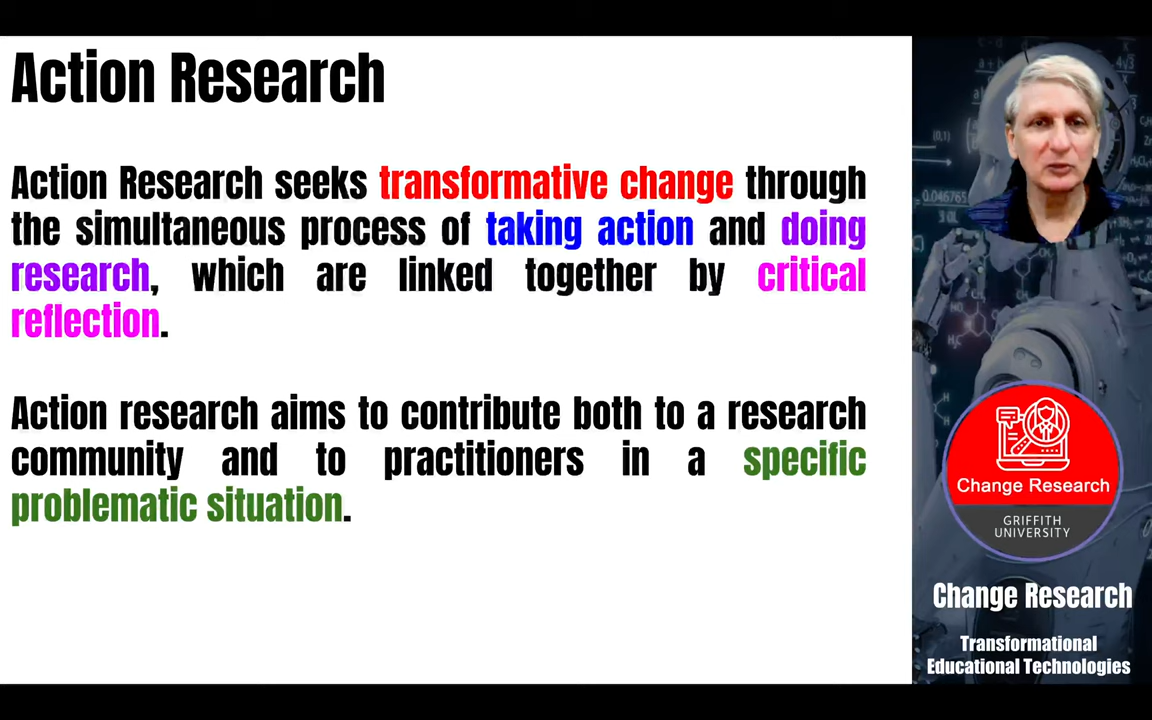 Action Research
Action Research seeks transformative change through
the simultaneous process of taking action and doing
research, which are linked together by critical
reflection.
Action research aims to contribute both to a research
community and to practitioners in a specific
problematic situation.
Change Research
GRIFFITH
UNIVERSITY
Change Research
Transformational
Educational Technologies